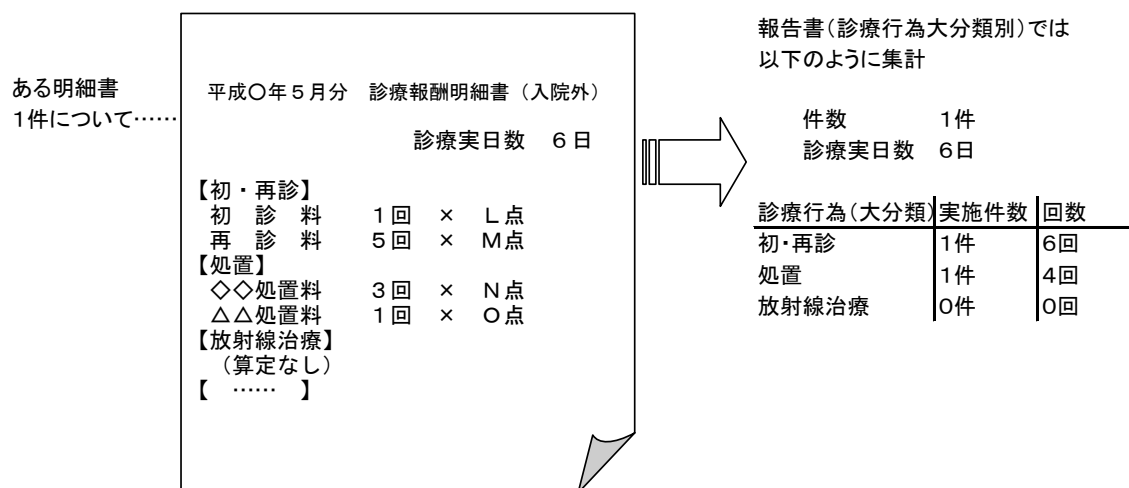 ある明細書
1件について……
平成〇年5月分 診療報酬明細書（入院外）
診療実日数 6日
【初・再診】
初 診 料 1回 × L点
再 診 料 5回 × M点
【処置】
◇◇処置料 3回 × N点
△△処置料 1回 × O点
【放射線治療】
（算定なし）
【 …… 】
報告書（診療行為大分類別）では
以下のように集計
件数 1件
診療実日数 6日
診療行為（大分類） 実施件数 回数
初・再診 1件 6回
処置 1件 4回
放射線治療 0件 0回